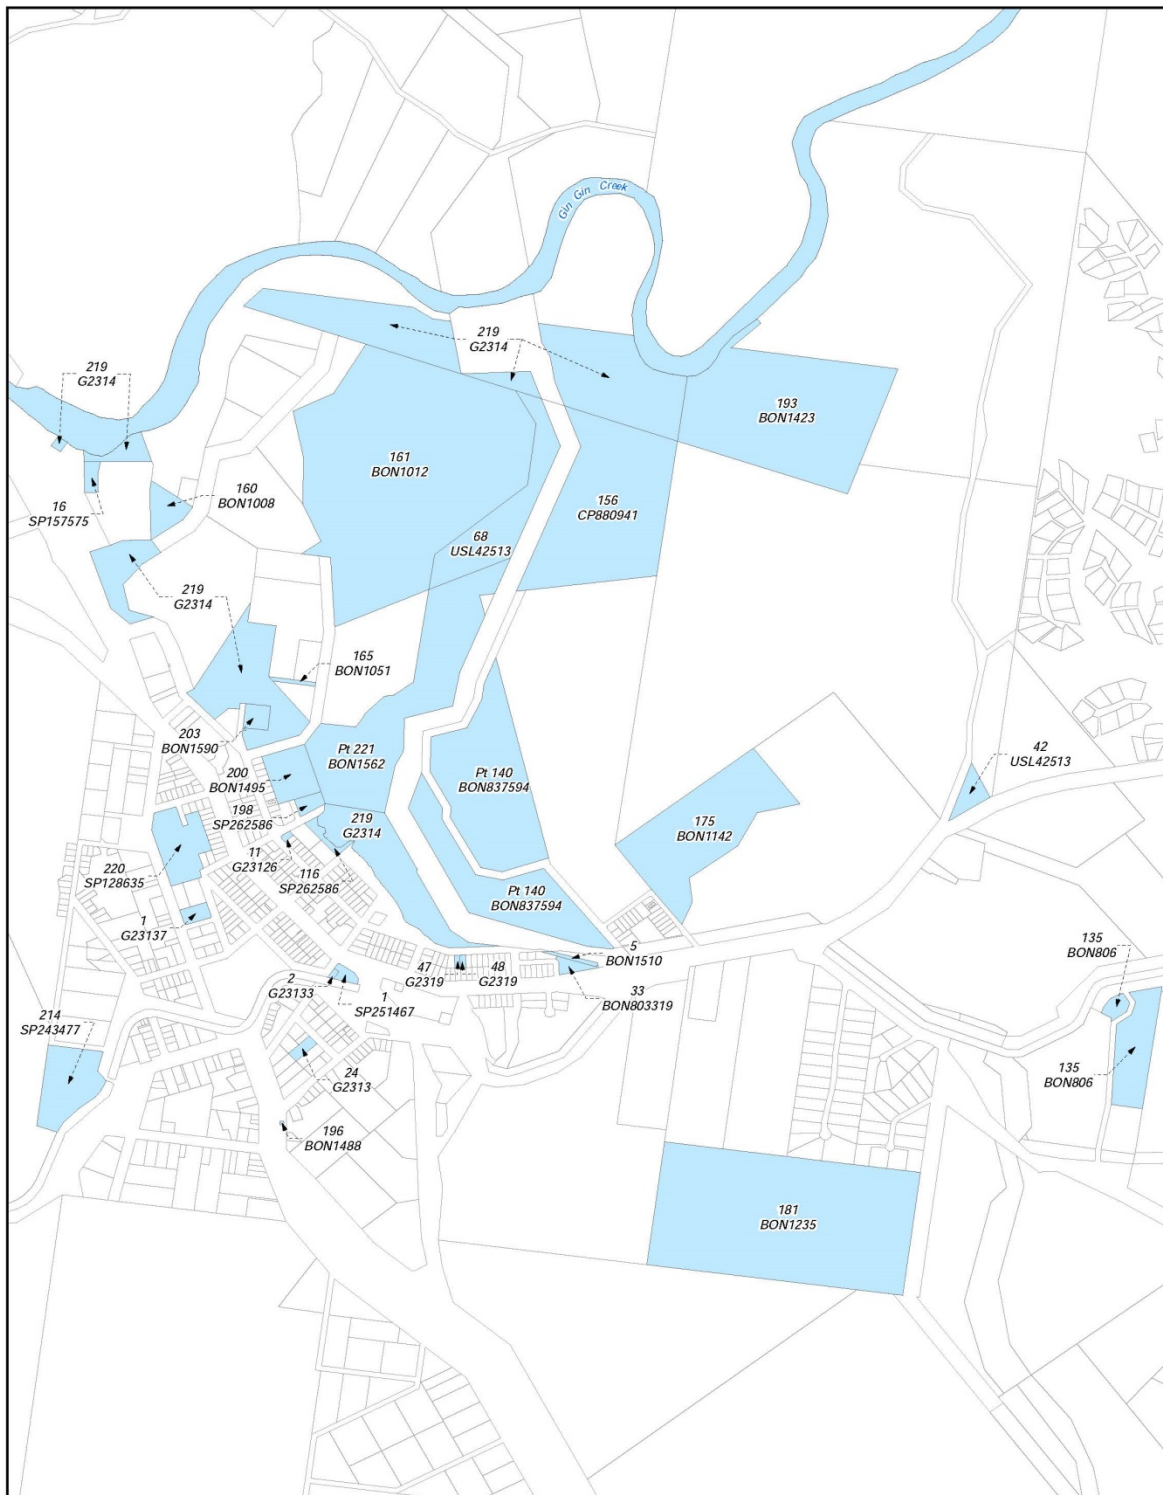 Gin Gin Creek
219
G2314
219
G2314
193
BON1423
161
BON1012
160
BON1008
16
SP157575
156
CP880941
68
USL42513
219
G2314
165
BON1051
203
BON1590
Pt 221
BON1562
42
USL42513
200
BON1495
Pt 140
BON837594
198
SP262586
219
G2314
175
BON1142
11
G23126
220
SP128635
116
SP262586
Pt 140
BON837594
1
G23137
5
BON1510
135
BON806
47
G2319
48
G2319
2
G23133
33
BON803319
1
SP251467
214
SP243477
135
BON806
24
G2313
196
BON1488
181
BON1235